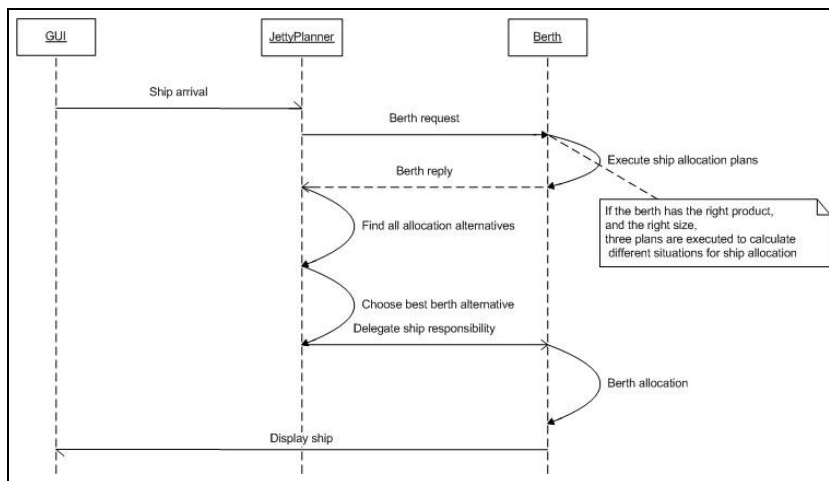 GUI
JettyPlanner
Berth
Ship arrival
Berth request
Execute ship allocation plans
Berth reply
If the berth has the right product,
and the right size,
three plans are executed to calculate
different situations for ship allocation
Find all allocation alternatives
Choose best berth alternative
Delegate ship responsibility
Berth allocation
Display ship